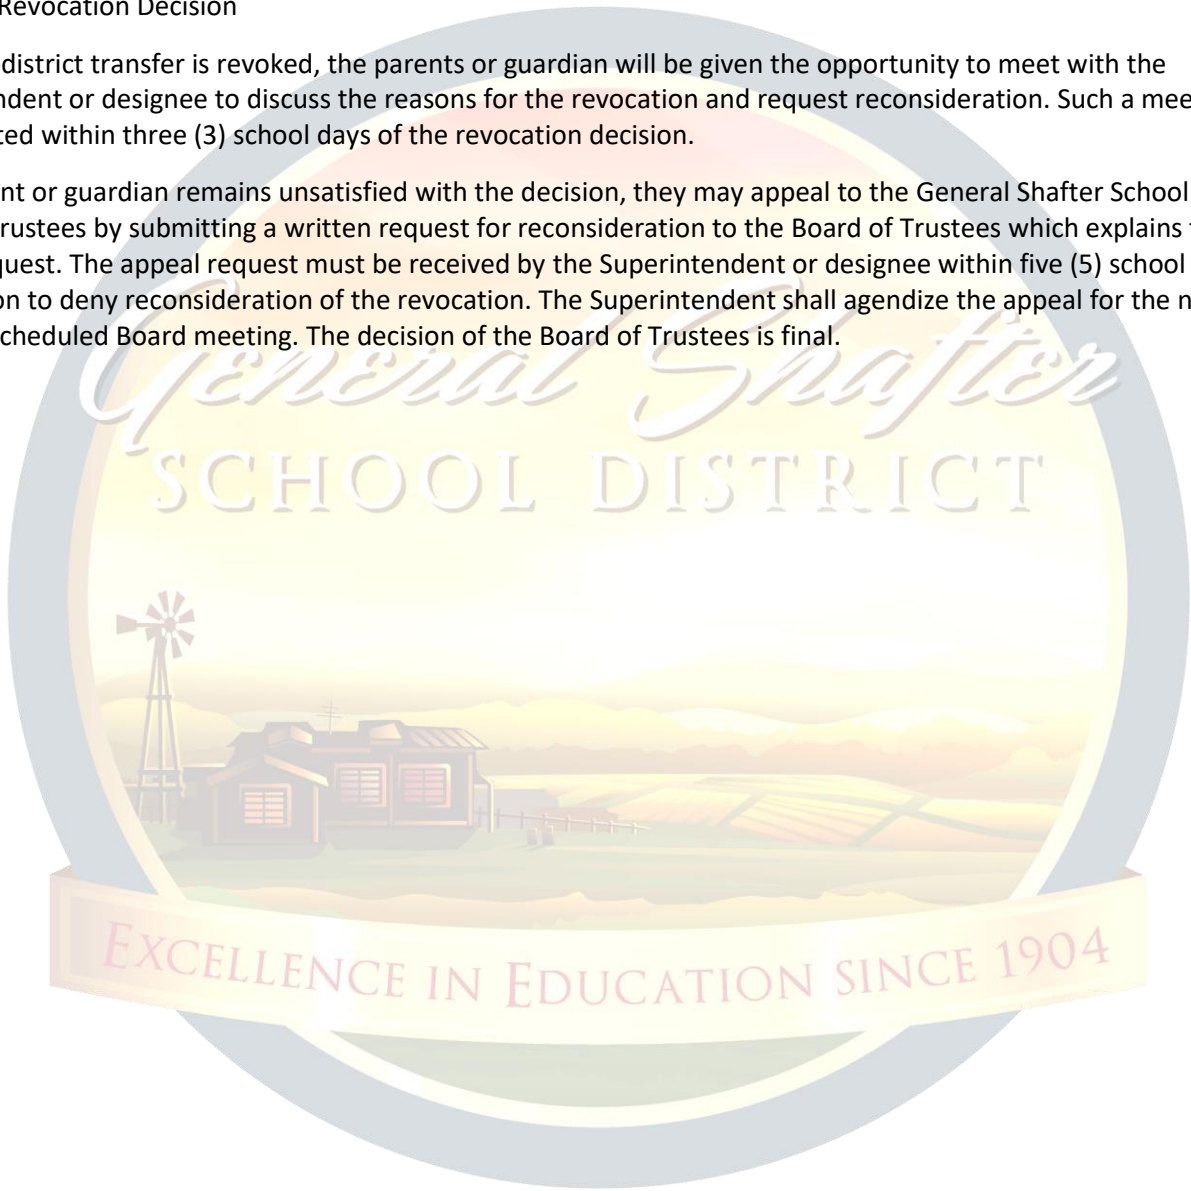 Revocation Decision
district transfer is revoked, the parents or guardian will be given the opportunity to meet with the
ndent or designee to discuss the reasons for the revocation and request reconsideration. Such a mee
ted within three (3) school days of the revocation decision.
nt or guardian remains unsatisfied with the decision, they may appeal to the General Shafter School
rustees by submitting a written request for reconsideration to the Board of Trustees which explains
quest. The appeal request must be received by the Superintendent or designee within five (5) school
on to deny reconsideration of the revocation. The Superintendent shall agendize the appeal for the n
cheduled Board meeting. The decision of the Board of Trustees is final.
General Shafter
SCHOOL DISTRICT
EXCELLENCE IN EDUCATION SINCE 1904